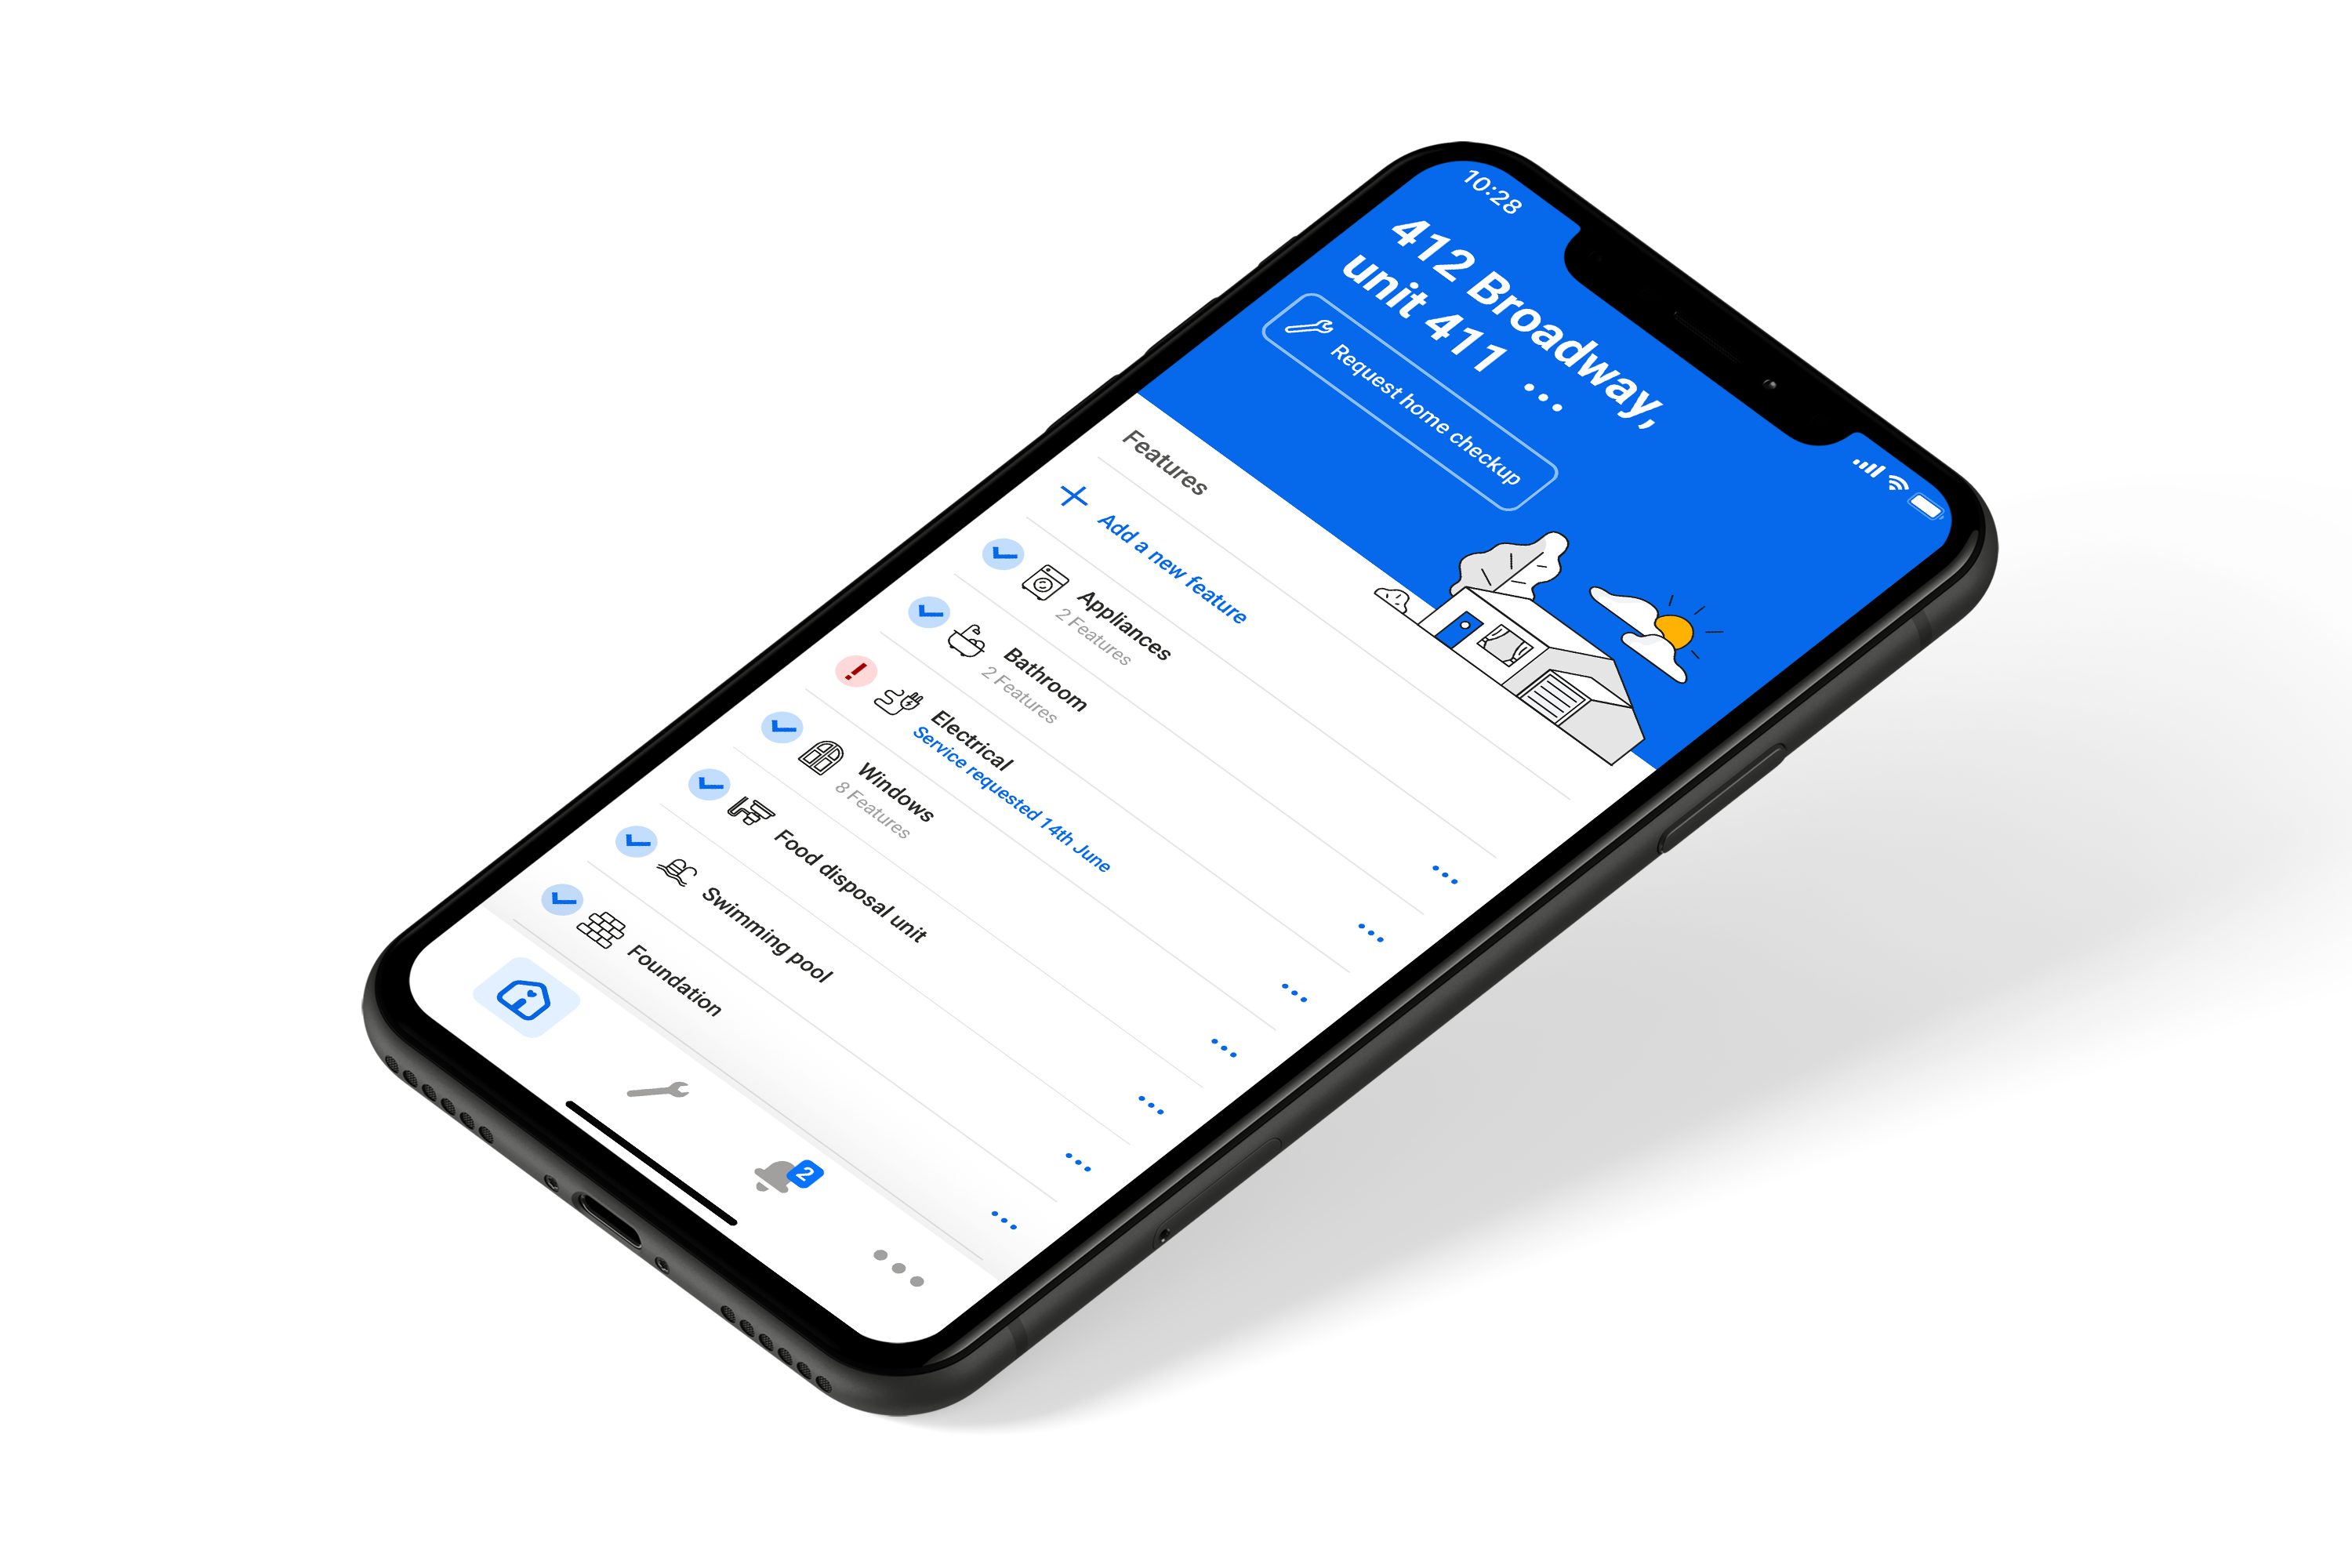 10:28
412 Broadway,
unit 411 ...
Request home checkup
Features
Add a new feature
Appliances
2 Features
Bathroom
2 Features
Electrical
Service requested 14th June
Windows
8 Features
Food disposal unit
Swimming pool
Foundation
2